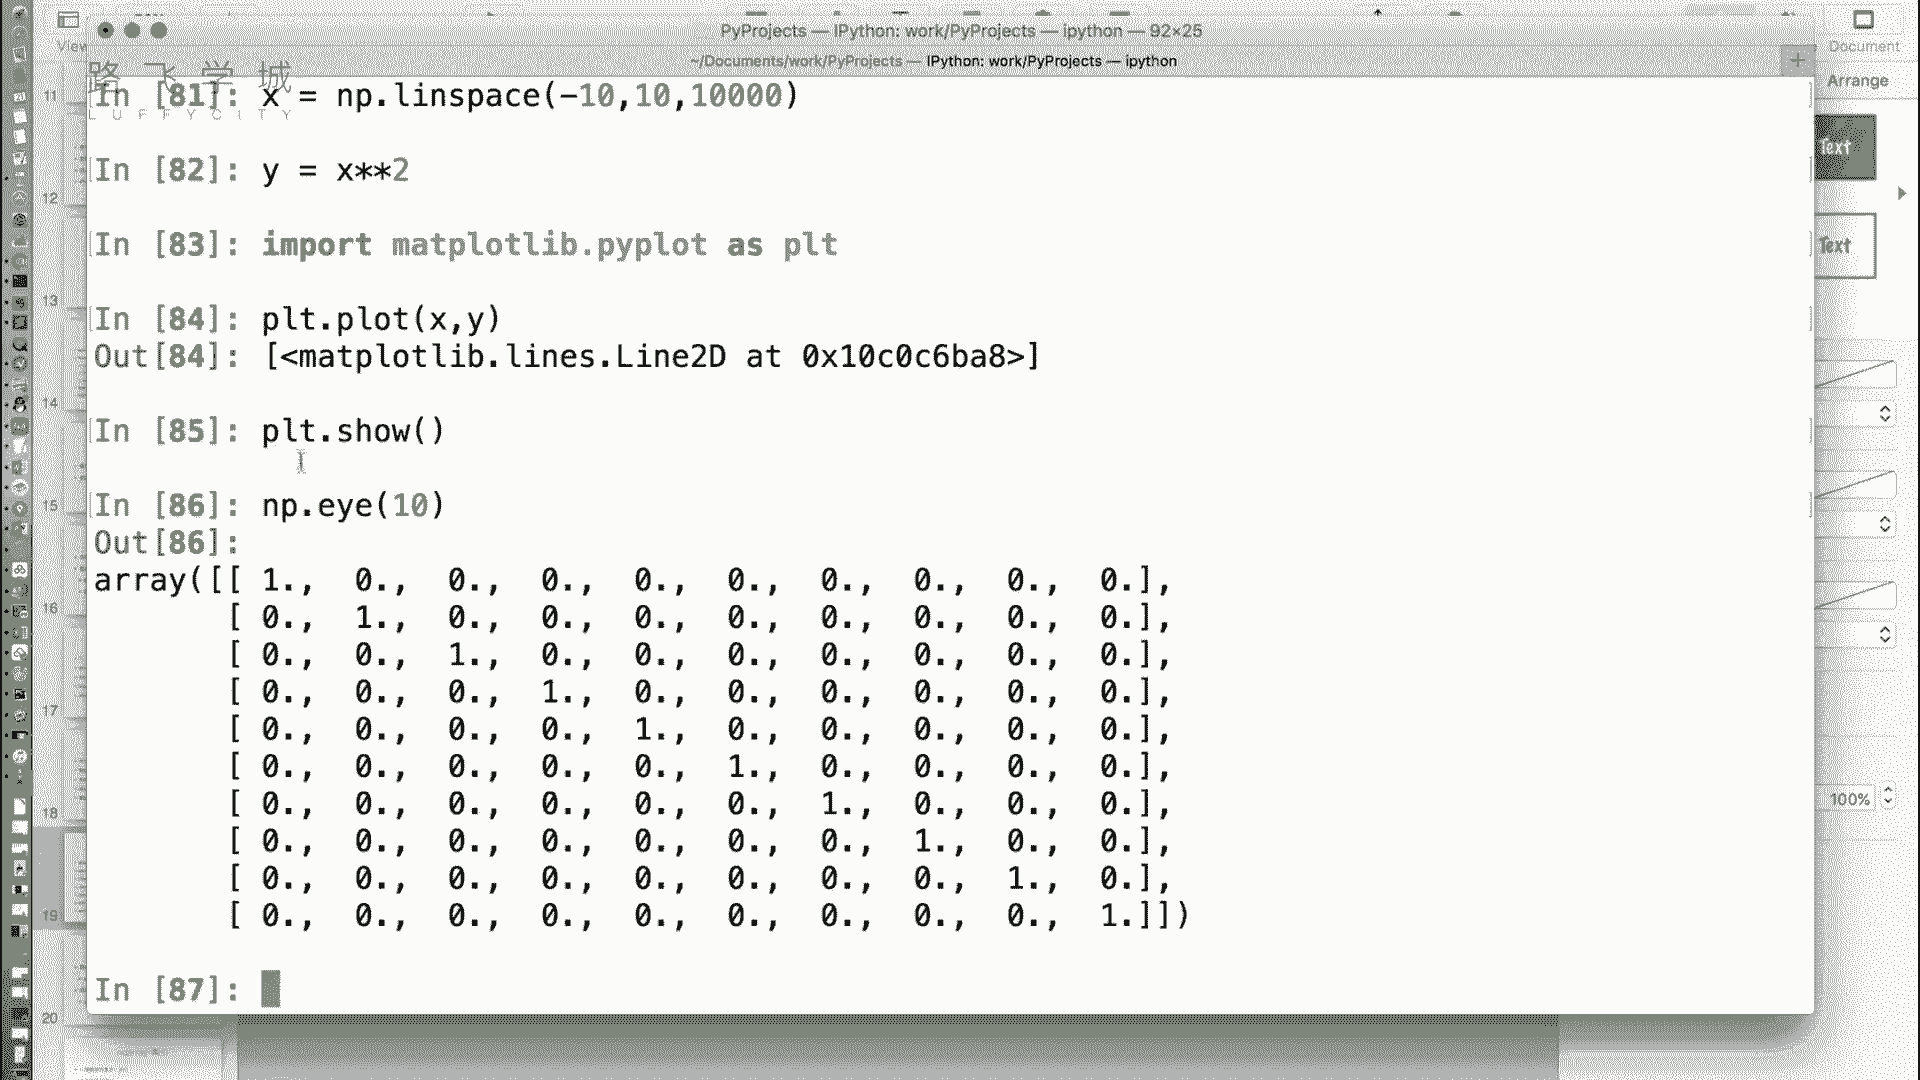 PyProjects — IPython: work/PyProjects — ipython — 92×25
~/Documents/work/PyProjects — IPython: work/PyProjects — ipython
+
View
Document
Arrange
路飞学城
LUFFYCITY
In [81]: x = np.linspace(-10,10,10000)
In [82]: y = x**2
In [83]: import matplotlib.pyplot as plt
In [84]: plt.plot(x,y)
Out[84]: [<matplotlib.lines.Line2D at 0x10c0c6ba8>]
In [85]: plt.show()
In [86]: np.eye(10)
Out[86]:
array([[ 1., 0., 0., 0., 0., 0., 0., 0., 0., 0.],
[ 0., 1., 0., 0., 0., 0., 0., 0., 0., 0.],
[ 0., 0., 1., 0., 0., 0., 0., 0., 0., 0.],
[ 0., 0., 0., 1., 0., 0., 0., 0., 0., 0.],
[ 0., 0., 0., 0., 1., 0., 0., 0., 0., 0.],
[ 0., 0., 0., 0., 0., 1., 0., 0., 0., 0.],
[ 0., 0., 0., 0., 0., 0., 1., 0., 0., 0.],
[ 0., 0., 0., 0., 0., 0., 0., 1., 0., 0.],
[ 0., 0., 0., 0., 0., 0., 0., 0., 1., 0.],
[ 0., 0., 0., 0., 0., 0., 0., 0., 0., 1.]])
In [87]:
11
12
13
14
15
16
17
18
19
20
Text
Text
100%